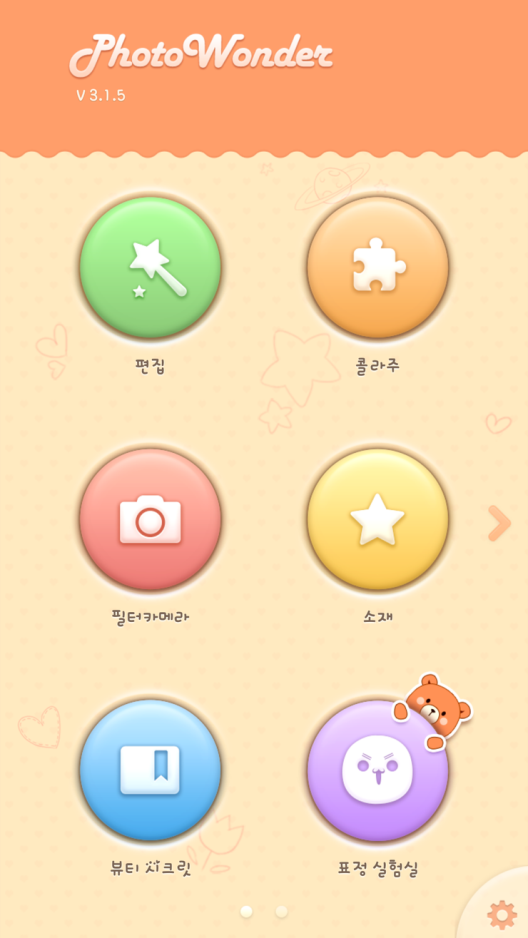 PhotoWonder
V 3.1.5
편집
콜라주
필터카메라
소재
뷰티 시크릿
표정 실험실